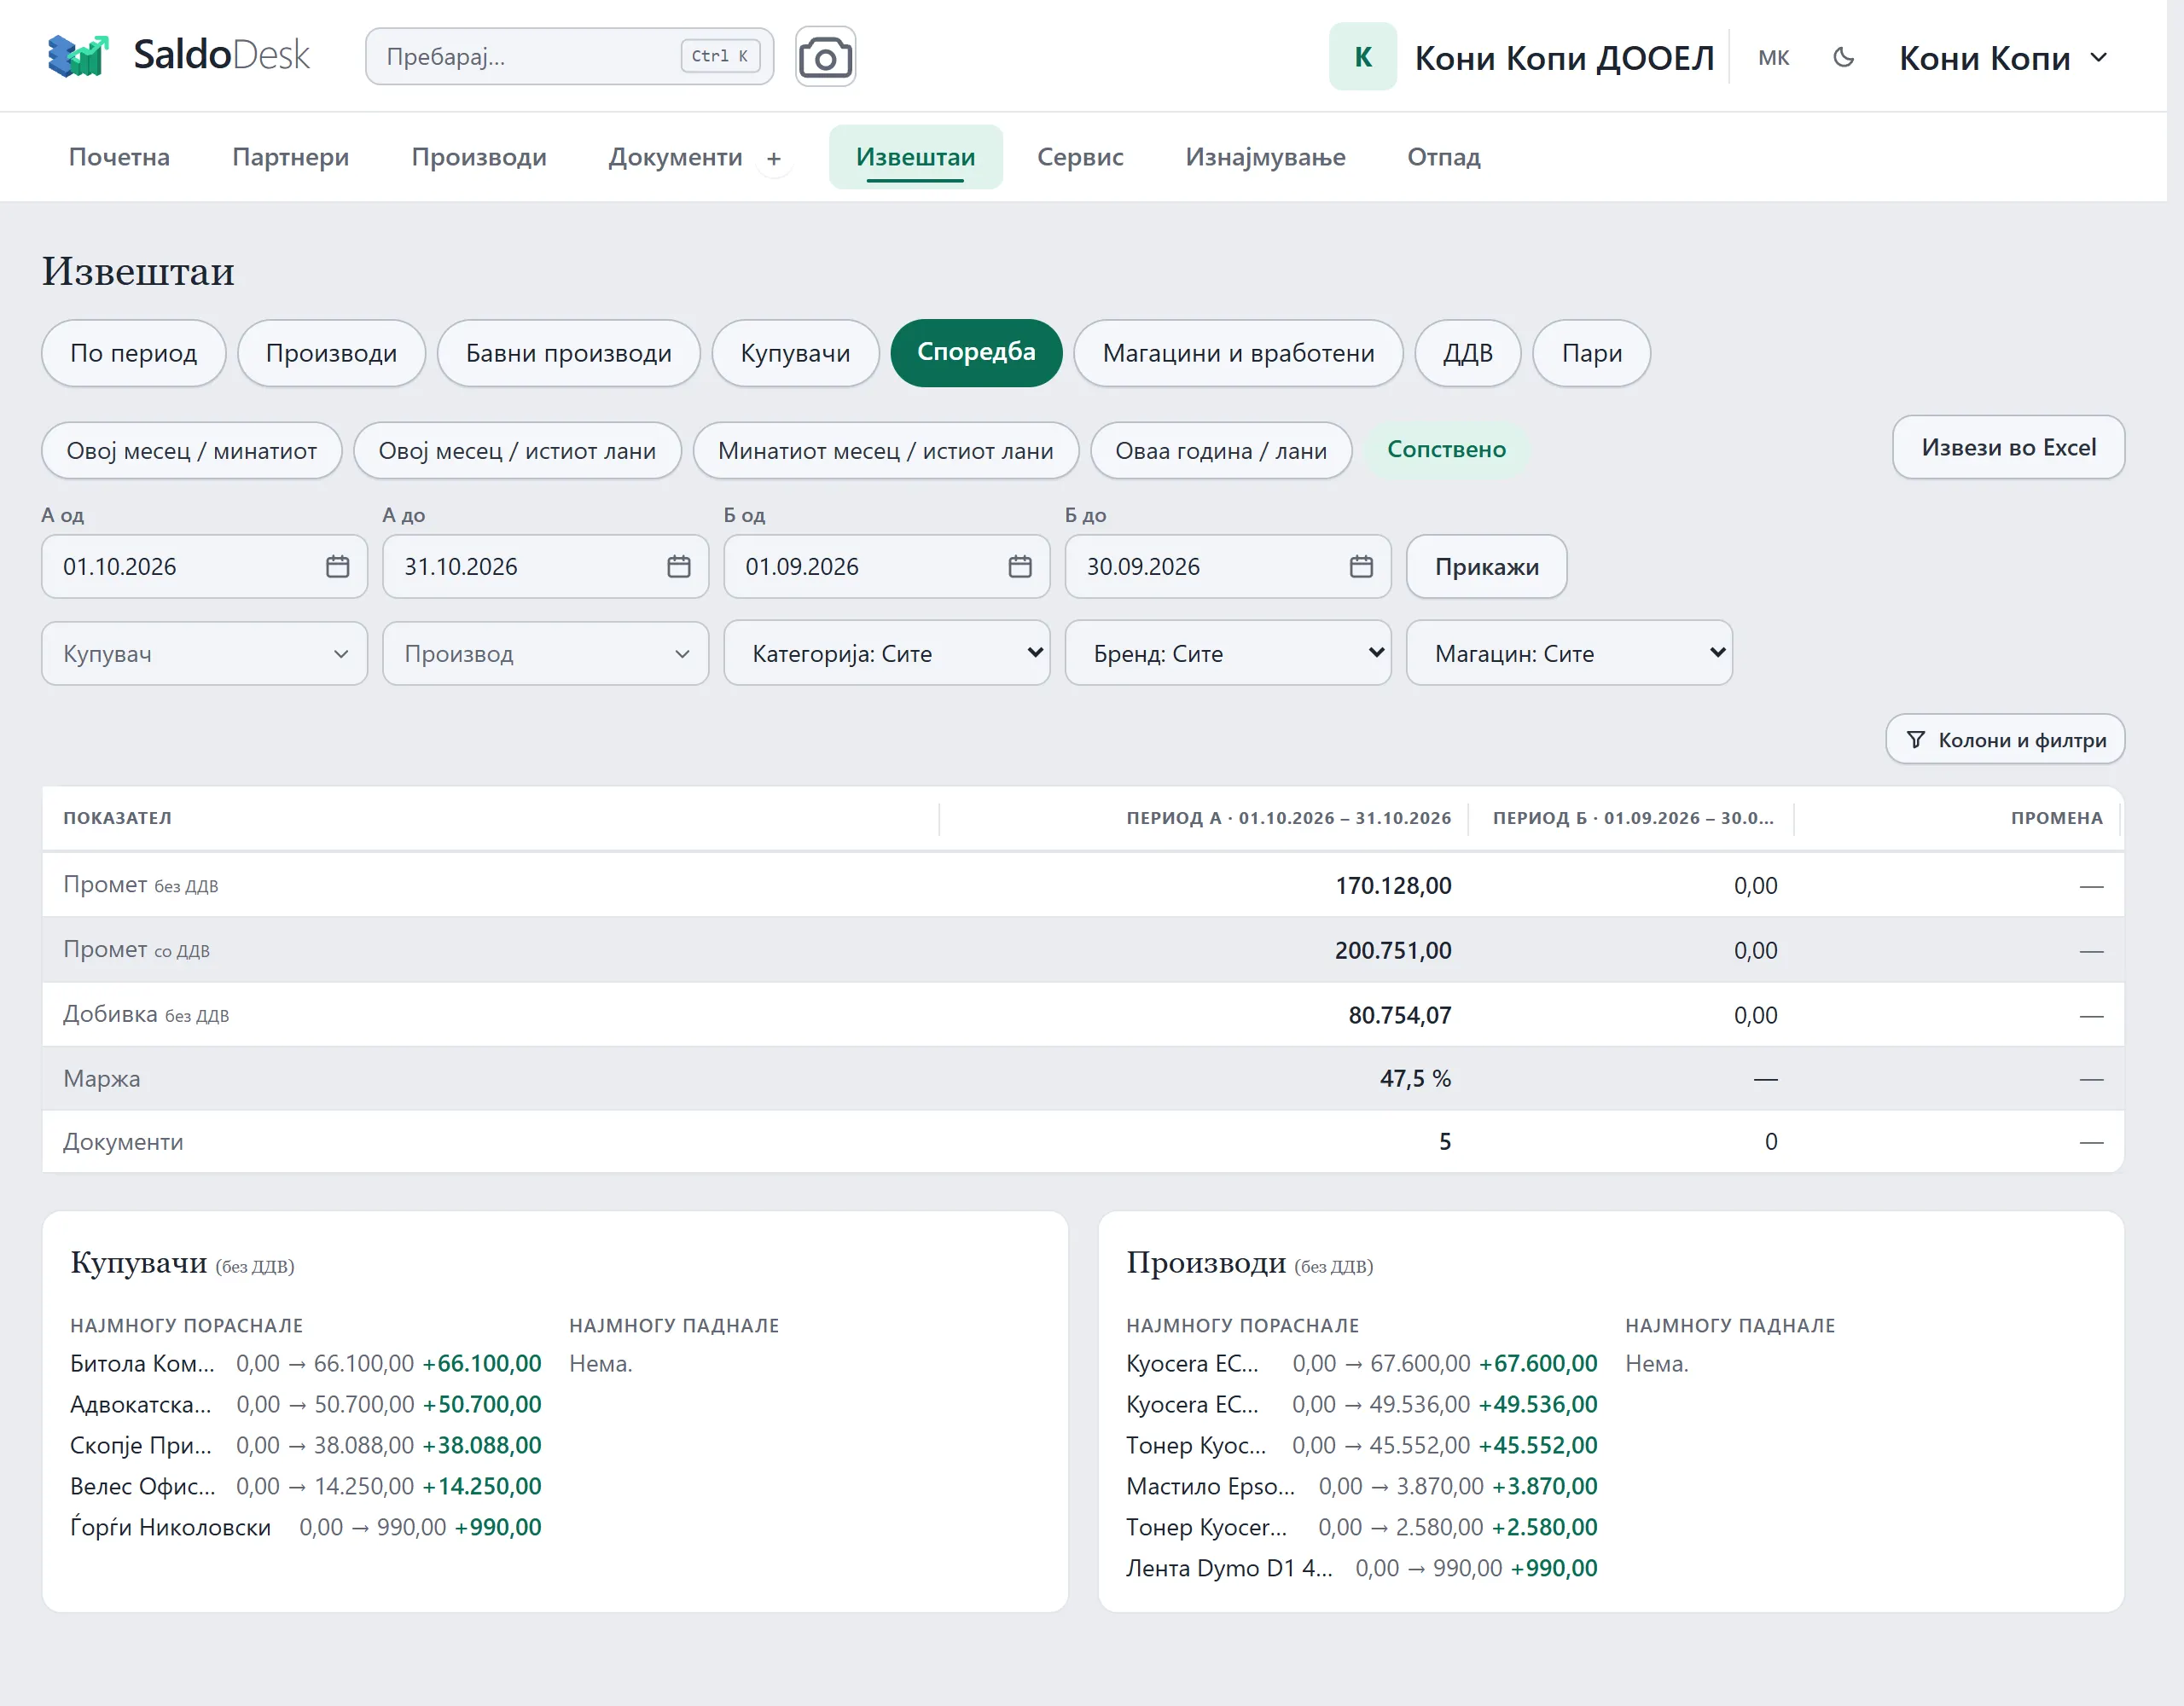 SaldoDesk
Пребарај...
Ctrl K
К
Кони Копи ДООЕЛ
МК
Кони Копи
Почетна
Партнери
Производи
Документи
+
Извештаи
Сервис
Изнајмување
Отпад
Извештаи
По период
Производи
Бавни производи
Купувачи
Споредба
Магацини и вработени
ДДВ
Пари
Овој месец / минатиот
Овој месец / истиот лани
Минатиот месец / истиот лани
Оваа година / лани
Сопствено
Извези во Excel
А од
А до
Б од
Б до
01.10.2026
31.10.2026
01.09.2026
30.09.2026
Прикажи
Купувач
Производ
Категорија: Сите
Бренд: Сите
Магацин: Сите
Колони и филтри
ПОКАЗАТЕЛ
ПЕРИОД А · 01.10.2026 – 31.10.2026
ПЕРИОД Б · 01.09.2026 – 30.0...
ПРОМЕНА
Промет без ДДВ 170.128,00 0,00 —
Промет со ДДВ 200.751,00 0,00 —
Добивка без ДДВ 80.754,07 0,00 —
Маржа 47,5 % — —
Документи 5 0 —
Купувачи (без ДДВ)
НАЈМНОГУ ПОРАСНАЛЕ
Битола Ком... 0,00 → 66.100,00 +66.100,00
Адвокатска... 0,00 → 50.700,00 +50.700,00
Скопје При... 0,00 → 38.088,00 +38.088,00
Велес Офис... 0,00 → 14.250,00 +14.250,00
Ѓорѓи Николовски 0,00 → 990,00 +990,00
НАЈМНОГУ ПАДНАЛЕ
Нема.
Производи (без ДДВ)
НАЈМНОГУ ПОРАСНАЛЕ
Kyocera EC... 0,00 → 67.600,00 +67.600,00
Kyocera EC... 0,00 → 49.536,00 +49.536,00
Тонер Kyoc... 0,00 → 45.552,00 +45.552,00
Мастило Epso... 0,00 → 3.870,00 +3.870,00
Тонер Kyocer... 0,00 → 2.580,00 +2.580,00
Лента Dymo D1 4... 0,00 → 990,00 +990,00
НАЈМНОГУ ПАДНАЛЕ
Нема.